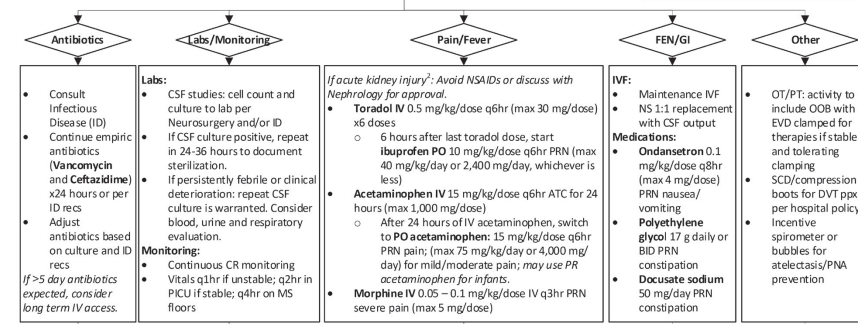 Antibiotics
Consult
Infectious
Disease (ID)
Continue empiric
antibiotics
(Vancomycin
and Ceftazidime)
x24 hours or per
ID recs
Adjust
antibiotics based
on culture and ID
recs
If >5 day antibiotics
expected, consider
long term IV access.
Labs/Monitoring
Labs:
CSF studies: cell count and
culture to lab per
Neurosurgery and/or ID
If CSF culture positive, repeat
in 24-36 hours to document
sterilization.
If persistently febrile or clinical
deterioration: repeat CSF
culture is warranted. Consider
blood, urine and respiratory
evaluation.
Monitoring:
Continuous CR monitoring
Vitals q1hr if unstable; q2hr in
PICU if stable; q4hr on MS
floors
Pain/Fever
If acute kidney injury²: Avoid NSAIDs or discuss with
Nephrology for approval.
Toradol IV 0.5 mg/kg/dose q6hr (max 30 mg/dose)
x6 doses
6 hours after last toradol dose, start
ibuprofen PO 10 mg/kg/dose q6hr PRN (max
40 mg/kg/day or 2,400 mg/day, whichever is
less)
Acetaminophen IV 15 mg/kg/dose q6hr ATC for 24
hours (max 1,000 mg/dose)
After 24 hours of IV acetaminophen, switch
to PO acetaminophen: 15 mg/kg/dose q6hr
PRN pain; (max 75 mg/kg/day or 4,000 mg/
day) for mild/moderate pain; may use PR
acetaminophen for infants.
Morphine IV 0.05 – 0.1 mg/kg/dose IV q3hr PRN
severe pain (max 5 mg/dose)
FEN/GI
IVF:
Maintenance IVF
NS 1:1 replacement
with CSF output
Medications:
Ondansetron 0.1
mg/kg/dose q8hr
(max 4 mg/dose)
PRN nausea/
vomiting
Polyethylene
glycol 17 g daily or
BID PRN
constipation
Docusate sodium
50 mg/day PRN
constipation
Other
OT/PT: activity to
include OOB with
EVD clamped for
therapies if stable
and tolerating
clamping
SCD/compression
boots for DVT ppx
per hospital policy
Incentive
spirometer or
bubbles for
atelectasis/PNA
prevention